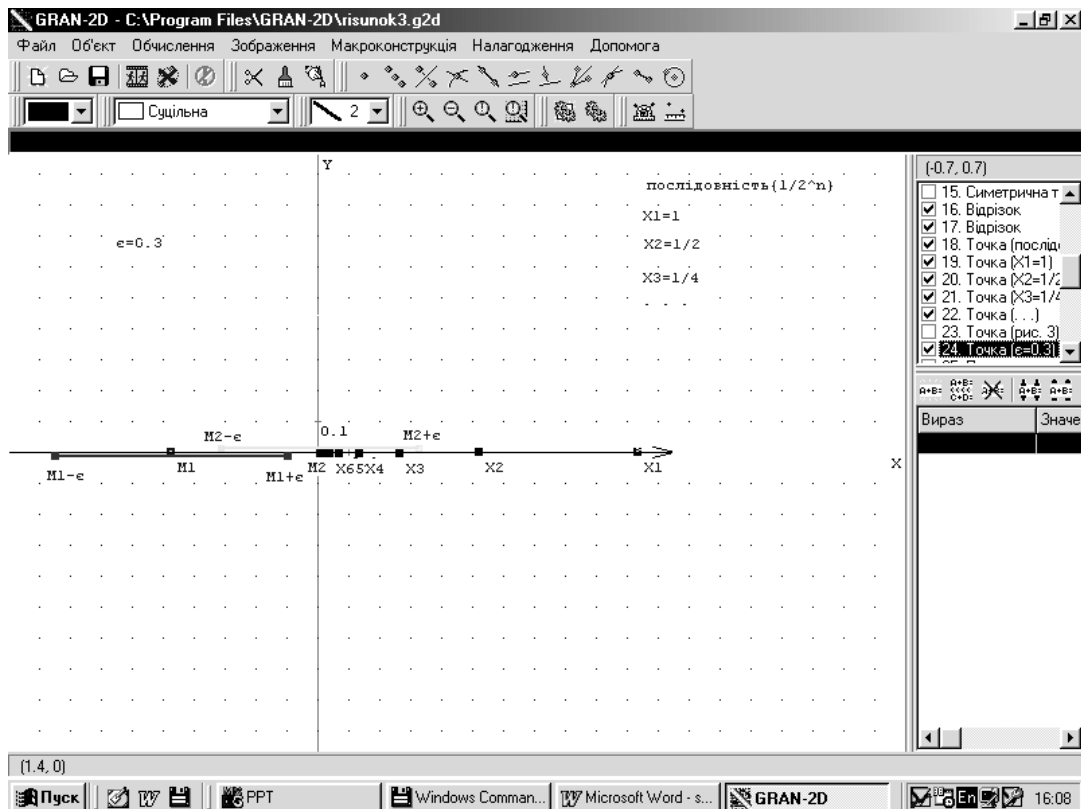 GRAN-2D - C:\Program Files\GRAN-2D\risunok3.g2d
Файл Об'єкт Обчислення Зображення Макроконструкція Налагодження Допомога
Суцільна 2
(-0.7, 0.7)
15. Симетрична т
16. Відрізок
17. Відрізок
18. Точка (послід
19. Точка (X1=1)
20. Точка (X2=1/2
21. Точка (X3=1/4
22. Точка (. . .)
23. Точка (рис. 3)
24. Точка (є=0.3)
Вираз Значе
Y
послідовність{1/2^n}
X1=1
є=0.3
X2=1/2
X3=1/4
. . .
M2-є 0.1 M2+є
M1 M2 X65X4 X3 X2 X1 X
M1-є M1+є
(1.4, 0)
Пуск PPT Windows Comman... Microsoft Word - s... GRAN-2D En 16:08